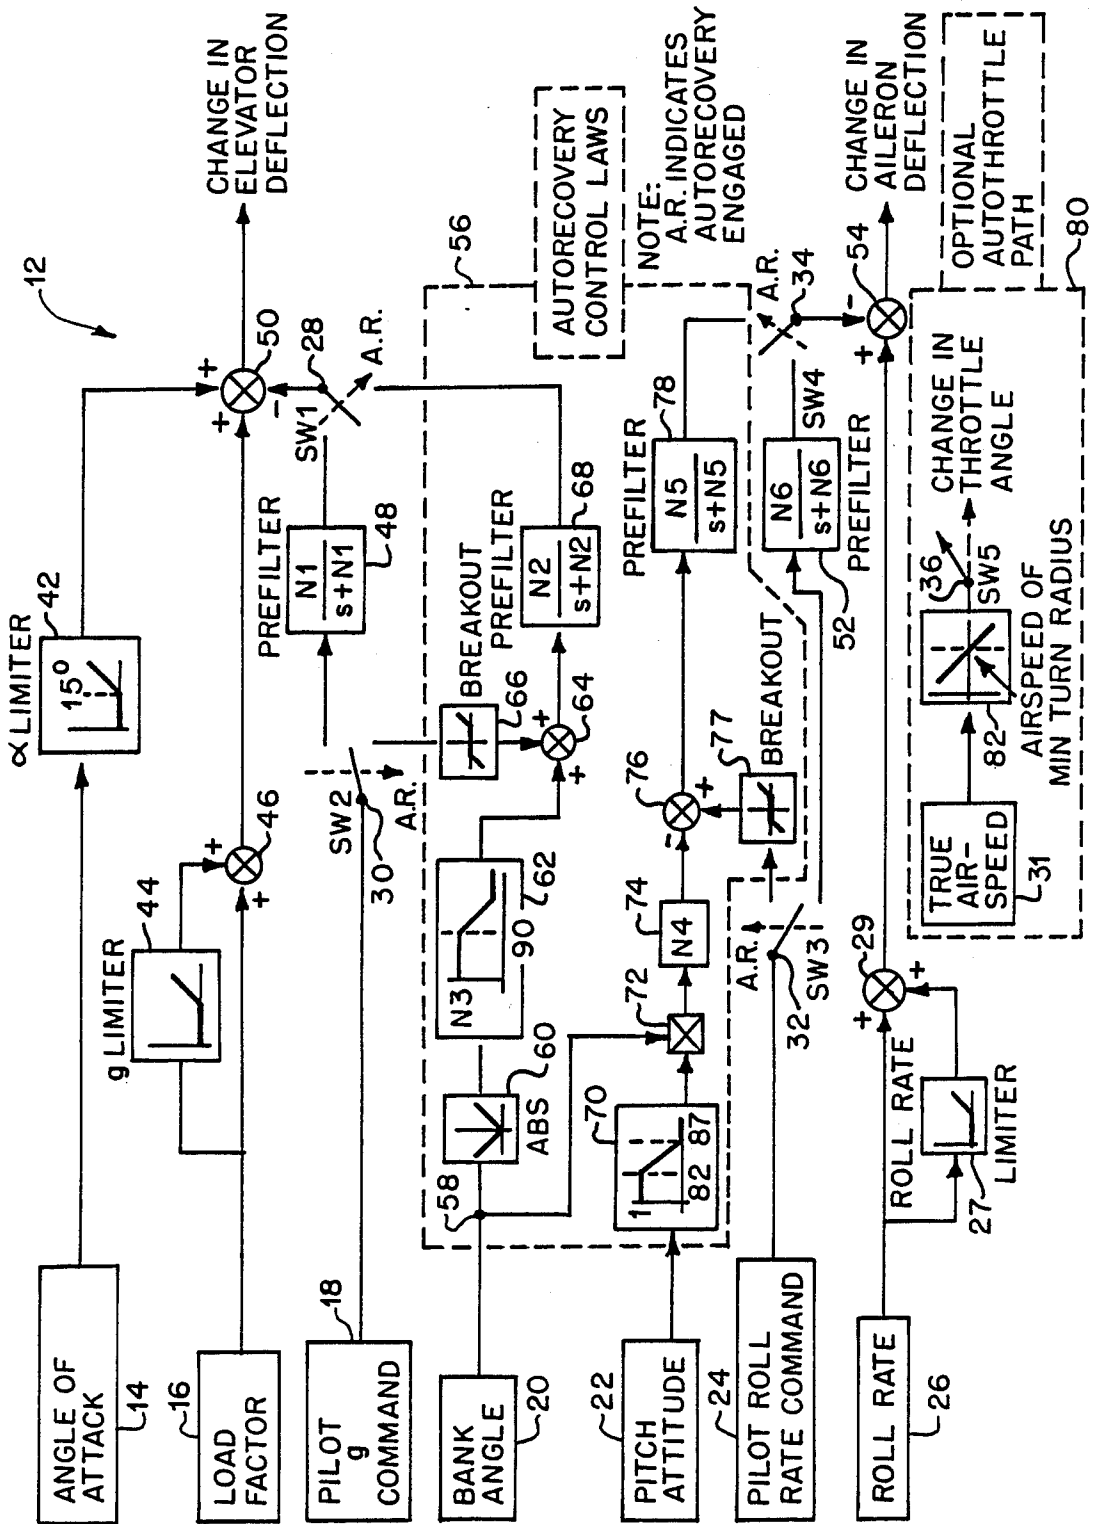 12
α LIMITER
15°
42
CHANGE IN
ELEVATOR
DEFLECTION
ANGLE OF
ATTACK
14
g LIMITER
44
+
+
46
+
+
-
50
LOAD
FACTOR
16
PREFILTER
N1
s+N1
48
SW1
28
A.R.
PILOT
g
COMMAND
18
SW2
30
A.R.
56
AUTORECOVERY
CONTROL LAWS
NOTE:
A.R. INDICATES
AUTORECOVERY
ENGAGED
BREAKOUT
66
PREFILTER
N2
s+N2
68
+
+
64
BANK
ANGLE
20
58
ABS
60
N3
90
62
PITCH
ATTITUDE
22
70
1
82
87
72
N4
74
76
-
+
PREFILTER
N5
s+N5
78
A.R.
34
77
BREAKOUT
PILOT ROLL
RATE COMMAND
24
A.R.
32
SW3
SW4
N6
s+N6
52
PREFILTER
-
+
54
CHANGE IN
AILERON
DEFLECTION
ROLL RATE
26
ROLL RATE
27
LIMITER
+
+
29
OPTIONAL
AUTOTHROTTLE
PATH
80
TRUE
AIR-
SPEED
31
82
36
SW5
CHANGE IN
THROTTLE
ANGLE
AIRSPEED OF
MIN TURN RADIUS